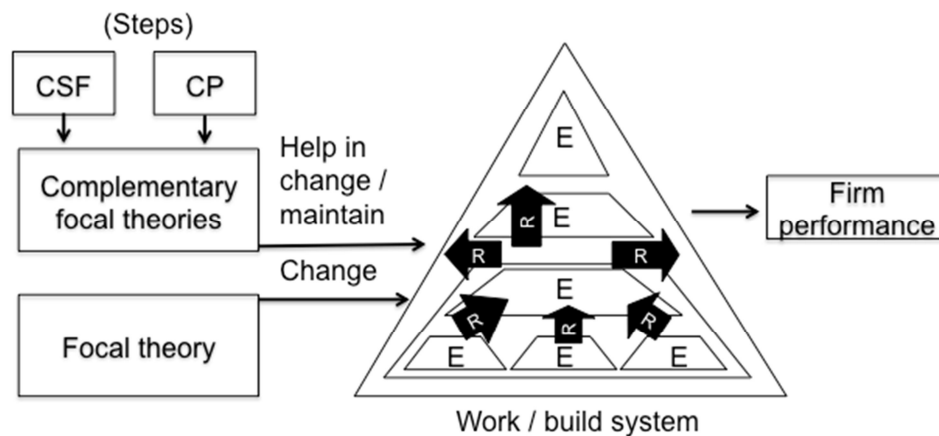 (Steps)
CSF
CP
Complementary
focal theories
Help in
change /
maintain
Change
Focal theory
E
E
R
R
R
E
R
R
R
E
E
E
Work / build system
Firm
performance